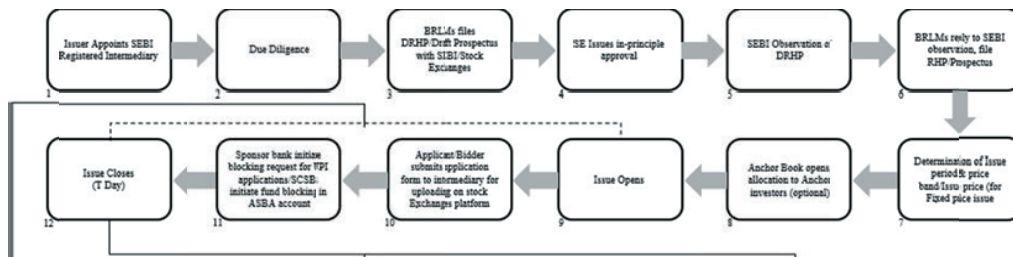 Issuer Appoints SEBI
Registered Intermediary
1
Due Diligence
2
BRLMs files
DRHP/Drift Prospectus
with SIBI/Stock
Exchanges
3
SE Issues in-principle
approval
4
SEBI Observation o'
DRHP
5
BRLMs reply to SEBI
observation, file
RHP/Prospectus
6
Issue Closes
(T Day)
12
Sponsor bank initiate
blocking request for
applications/SCSB
initiate fund blocking in
ASBA account
11
Applicant/Bidder
submits application
form to intermediary for
uploading on stock
Exchanges platform
10
Issue Opens
9
Anchor Book opens
allocation to Anchor
investors (optional)
8
Determination of Issue
period& price
band/Issue price (for
Fixed price issue
7